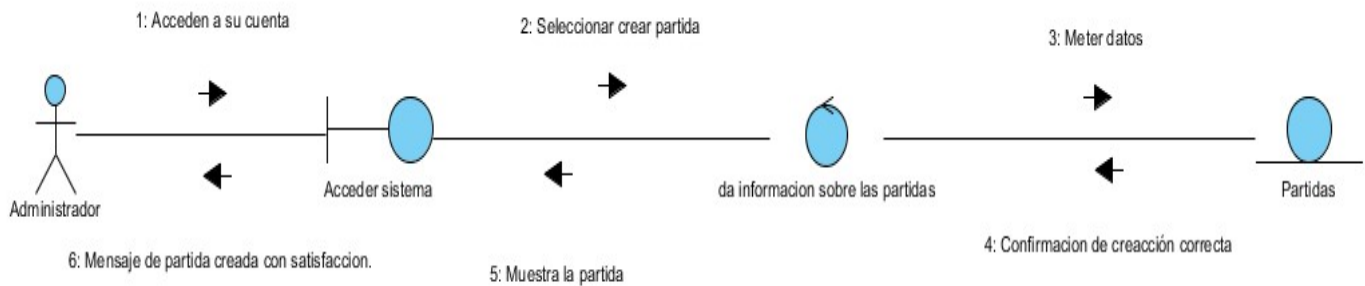 1: Acceden a su cuenta
2: Seleccionar crear partida
3: Meter datos
Administrador
Acceder sistema
da informacion sobre las partidas
Partidas
6: Mensaje de partida creada con satisfaccion.
5: Muestra la partida
4: Confirmacion de creacción correcta